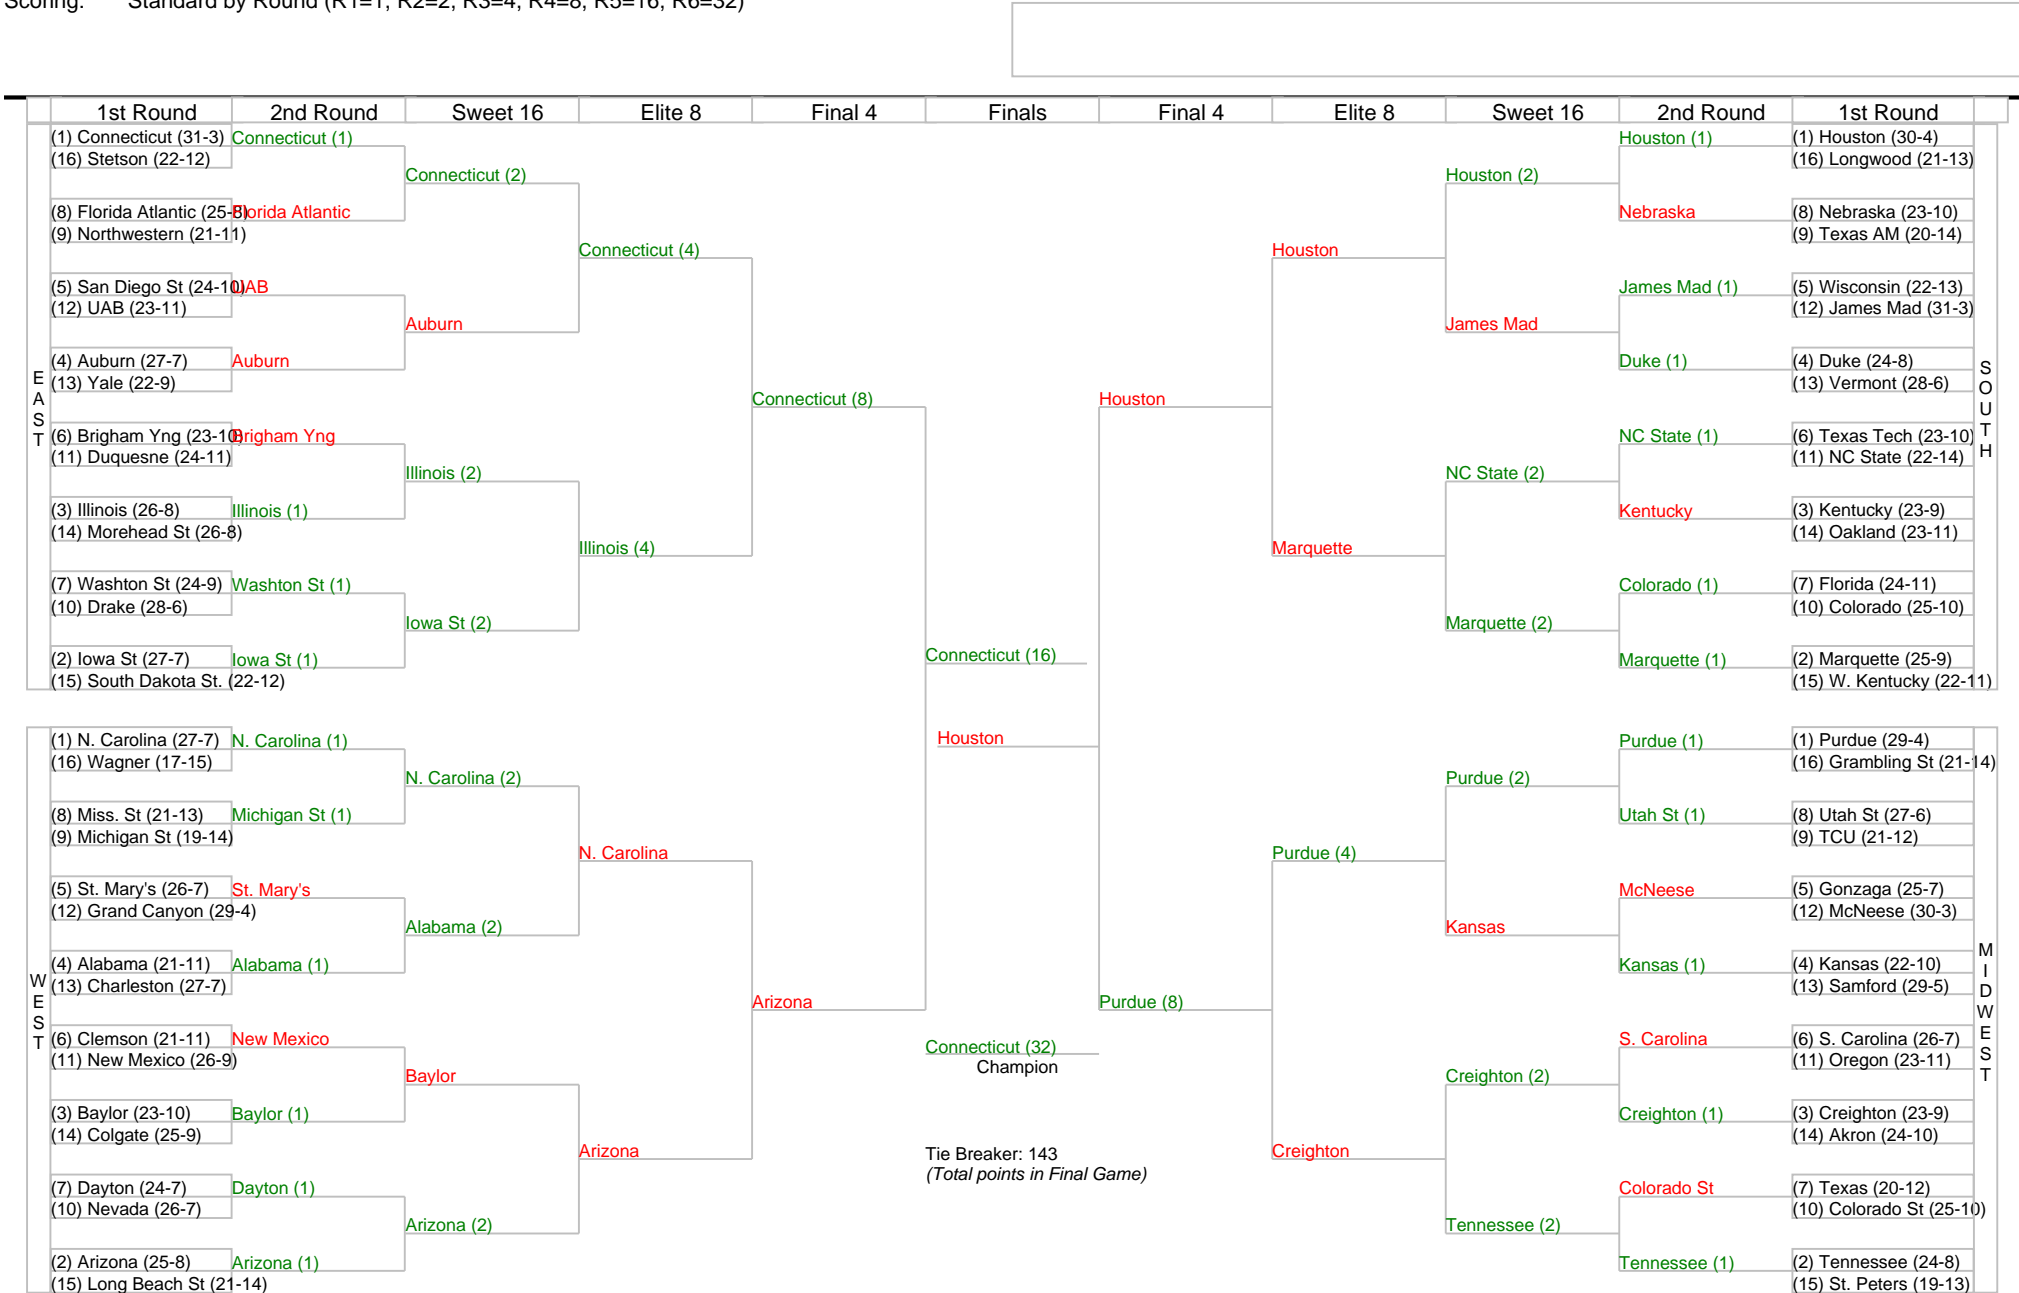 Scoring: Standard by Round (R1=1, R2=2, R3=4, R4=8, R5=16, R6=32)
1st Round 2nd Round Sweet 16 Elite 8 Final 4 Finals Final 4 Elite 8 Sweet 16 2nd Round 1st Round
EAST
(1) Connecticut (31-3)
(16) Stetson (22-12)
(8) Florida Atlantic (25-8)
(9) Northwestern (21-11)
(5) San Diego St (24-10)
(12) UAB (23-11)
(4) Auburn (27-7)
(13) Yale (22-9)
(6) Brigham Yng (23-10)
(11) Duquesne (24-11)
(3) Illinois (26-8)
(14) Morehead St (26-8)
(7) Washton St (24-9)
(10) Drake (28-6)
(2) Iowa St (27-7)
(15) South Dakota St. (22-12)
Connecticut (1)
Florida Atlantic
UAB
Auburn
Brigham Yng
Illinois (1)
Washton St (1)
Iowa St (1)
Connecticut (2)
Auburn
Illinois (2)
Iowa St (2)
Connecticut (4)
Illinois (4)
Connecticut (8)
WEST
(1) N. Carolina (27-7)
(16) Wagner (17-15)
(8) Miss. St (21-13)
(9) Michigan St (19-14)
(5) St. Mary's (26-7)
(12) Grand Canyon (29-4)
(4) Alabama (21-11)
(13) Charleston (27-7)
(6) Clemson (21-11)
(11) New Mexico (26-9)
(3) Baylor (23-10)
(14) Colgate (25-9)
(7) Dayton (24-7)
(10) Nevada (26-7)
(2) Arizona (25-8)
(15) Long Beach St (21-14)
N. Carolina (1)
Michigan St (1)
St. Mary's
Alabama (1)
New Mexico
Baylor (1)
Dayton (1)
Arizona (1)
N. Carolina (2)
Alabama (2)
Baylor
Arizona (2)
N. Carolina
Arizona
Arizona
Connecticut (16)
Houston
Connecticut (32)
Champion
Tie Breaker: 143
(Total points in Final Game)
Houston
Houston
Marquette
Houston (2)
James Mad
NC State (2)
Marquette (2)
Houston (1)
Nebraska
James Mad (1)
Duke (1)
NC State (1)
Kentucky
Colorado (1)
Marquette (1)
(1) Houston (30-4)
(16) Longwood (21-13)
(8) Nebraska (23-10)
(9) Texas AM (20-14)
(5) Wisconsin (22-13)
(12) James Mad (31-3)
(4) Duke (24-8)
(13) Vermont (28-6)
(6) Texas Tech (23-10)
(11) NC State (22-14)
(3) Kentucky (23-9)
(14) Oakland (23-11)
(7) Florida (24-11)
(10) Colorado (25-10)
(2) Marquette (25-9)
(15) W. Kentucky (22-11)
SOUTH
Purdue (8)
Purdue (4)
Creighton
Purdue (2)
Kansas
Creighton (2)
Tennessee (2)
Purdue (1)
Utah St (1)
McNeese
Kansas (1)
S. Carolina
Creighton (1)
Colorado St
Tennessee (1)
(1) Purdue (29-4)
(16) Grambling St (21-14)
(8) Utah St (27-6)
(9) TCU (21-12)
(5) Gonzaga (25-7)
(12) McNeese (30-3)
(4) Kansas (22-10)
(13) Samford (29-5)
(6) S. Carolina (26-7)
(11) Oregon (23-11)
(3) Creighton (23-9)
(14) Akron (24-10)
(7) Texas (20-12)
(10) Colorado St (25-10)
(2) Tennessee (24-8)
(15) St. Peters (19-13)
MIDWEST